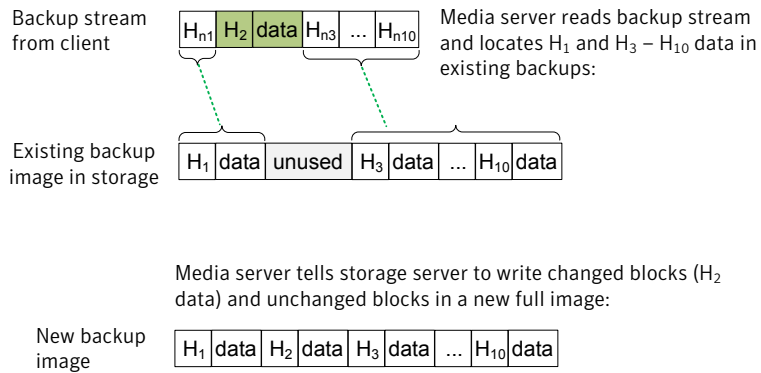 Backup stream
from client
Hn1 H2 data Hn3 ... Hn10
Media server reads backup stream
and locates H1 and H3 – H10 data in
existing backups:
Existing backup
image in storage
H1 data unused H3 data ... H10 data
Media server tells storage server to write changed blocks (H2
data) and unchanged blocks in a new full image:
New backup
image
H1 data H2 data H3 data ... H10 data